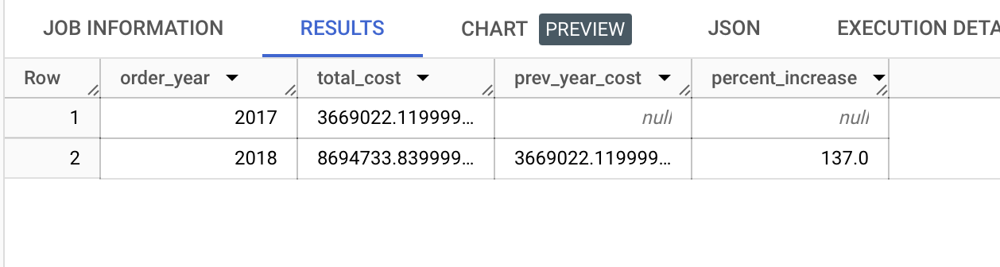 JOB INFORMATION RESULTS CHART PREVIEW JSON EXECUTION DETA
Row order_year total_cost prev_year_cost percent_increase
1 2017 3669022.119999... null null
2 2018 8694733.839999... 3669022.119999... 137.0